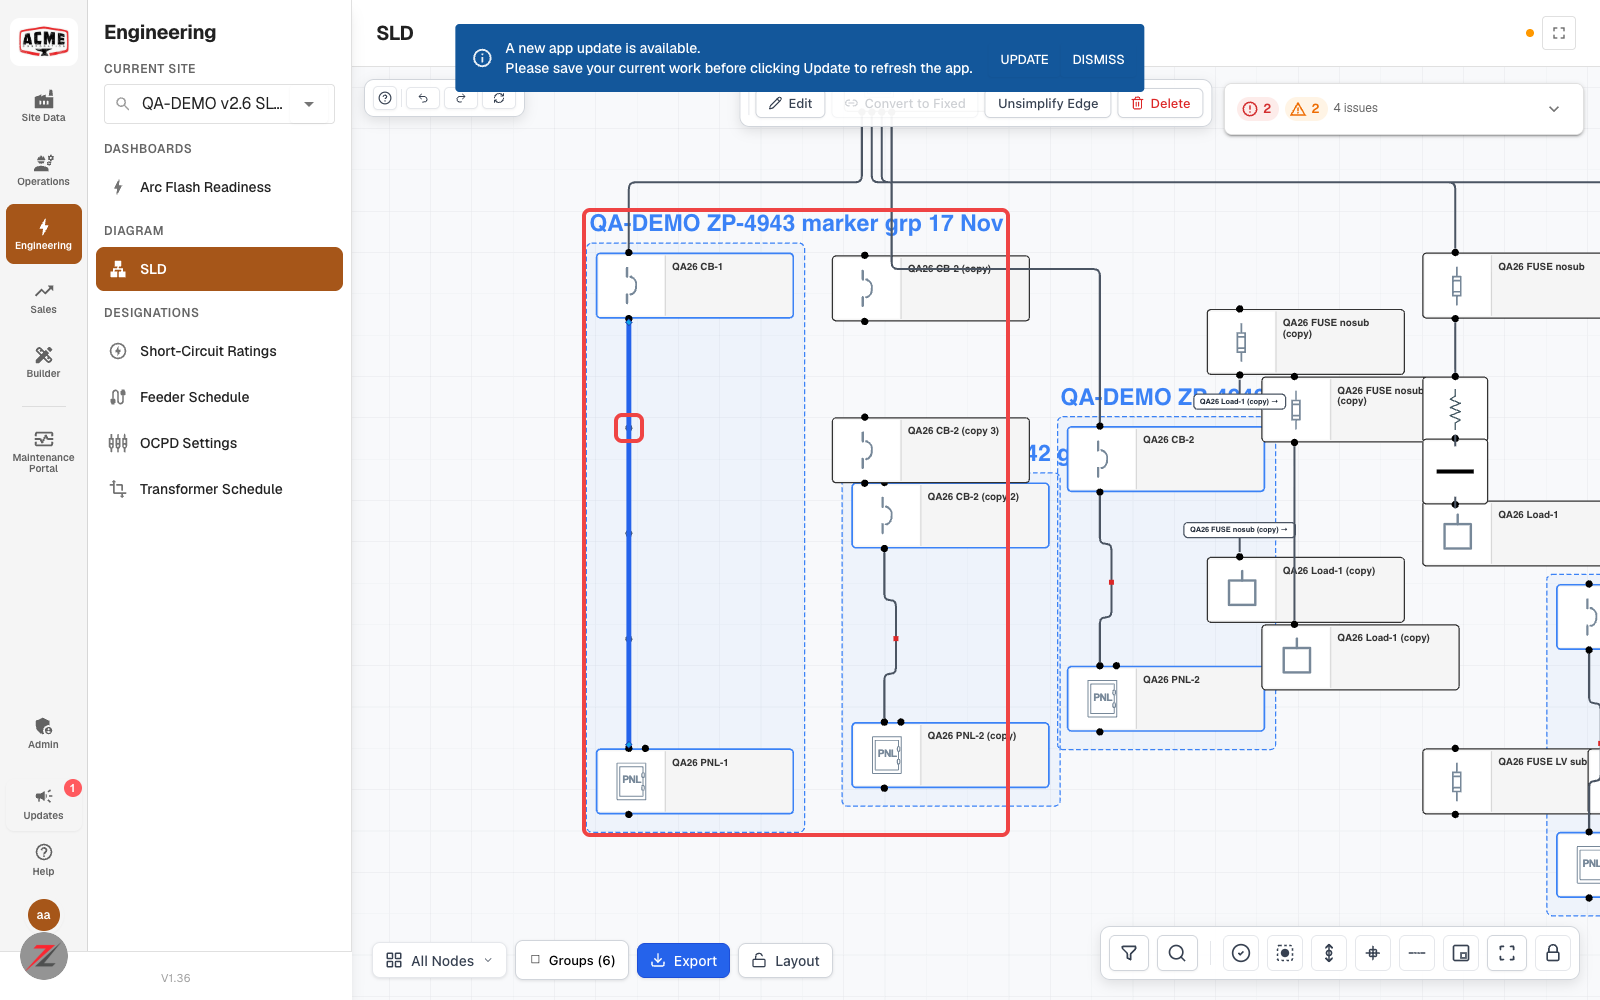 ACME
Site Data
Operations
Engineering
Sales
Builder
Maintenance
Portal
Admin
1
Updates
Help
aa
Engineering
CURRENT SITE
QA-DEMO v2.6 SL...
DASHBOARDS
Arc Flash Readiness
DIAGRAM
SLD
DESIGNATIONS
Short-Circuit Ratings
Feeder Schedule
OCPD Settings
Transformer Schedule
V1.36
SLD
A new app update is available.
Please save your current work before clicking Update to refresh the app.
UPDATE
DISMISS
Edit
Convert to Fixed
Unsimplify Edge
Delete
2
2
4 issues
QA-DEMO ZP-4943 marker grp 17 Nov
QA26 CB-1
QA26 CB-2 (copy)
QA26 FUSE nosub
QA26 FUSE nosub
(copy)
QA-DEMO
QA26 Load-1 (copy) →
QA26 FUSE nosub
(copy)
QA26 CB-2 (copy 3)
QA26 CB-2
42 g
QA26 CB-2 (copy 2)
QA26 FUSE nosub (copy) →
QA26 Load-1
QA26 Load-1 (copy)
QA26 Load-1 (copy)
PNL
QA26 PNL-2
PNL
QA26 PNL-2 (copy)
PNL
QA26 PNL-1
QA26 FUSE LV sub
PNL
All Nodes
Groups (6)
Export
Layout